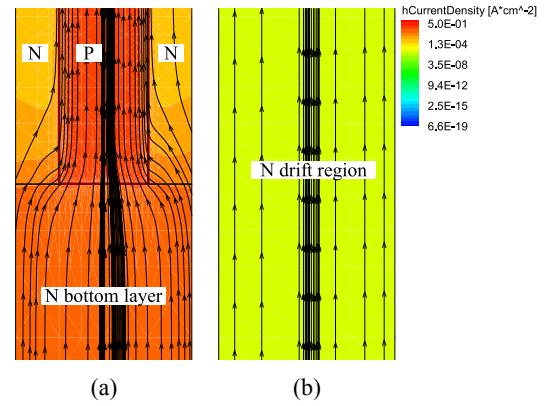 hCurrentDensity [A*cm^-2]
5.0E-01
1.3E-04
3.5E-08
9.4E-12
2.5E-15
6.6E-19
N P N
N bottom layer
N drift region
(a) (b)